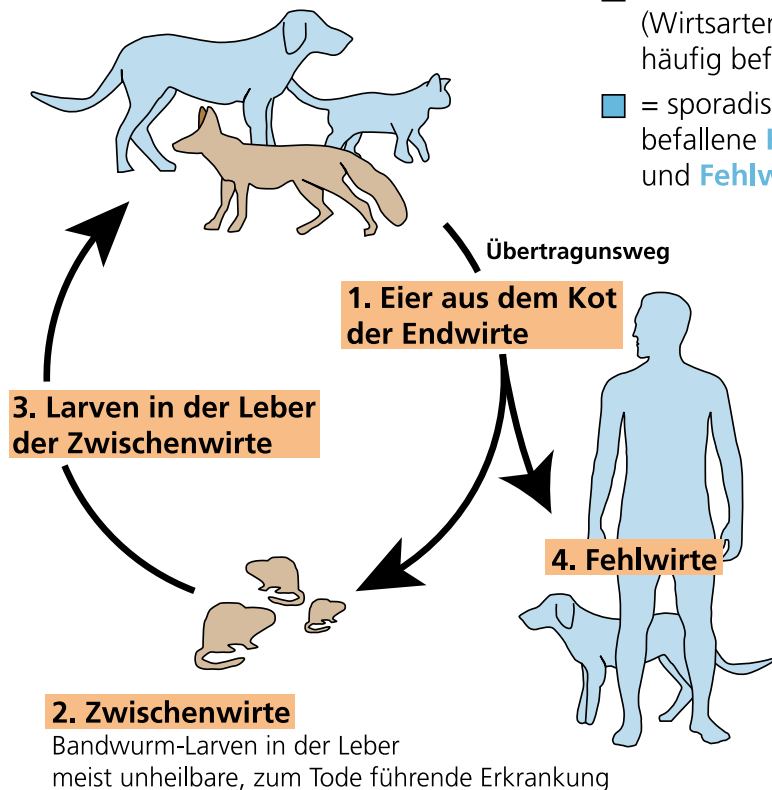 (Wirtsarten
häufig bef
= sporadis
befallene
und Fehlw
Übertragunsweg
1. Eier aus dem Kot
der Endwirte
3. Larven in der Leber
der Zwischenwirte
4. Fehlwirte
2. Zwischenwirte
Bandwurm-Larven in der Leber
meist unheilbare, zum Tode führende Erkrankung